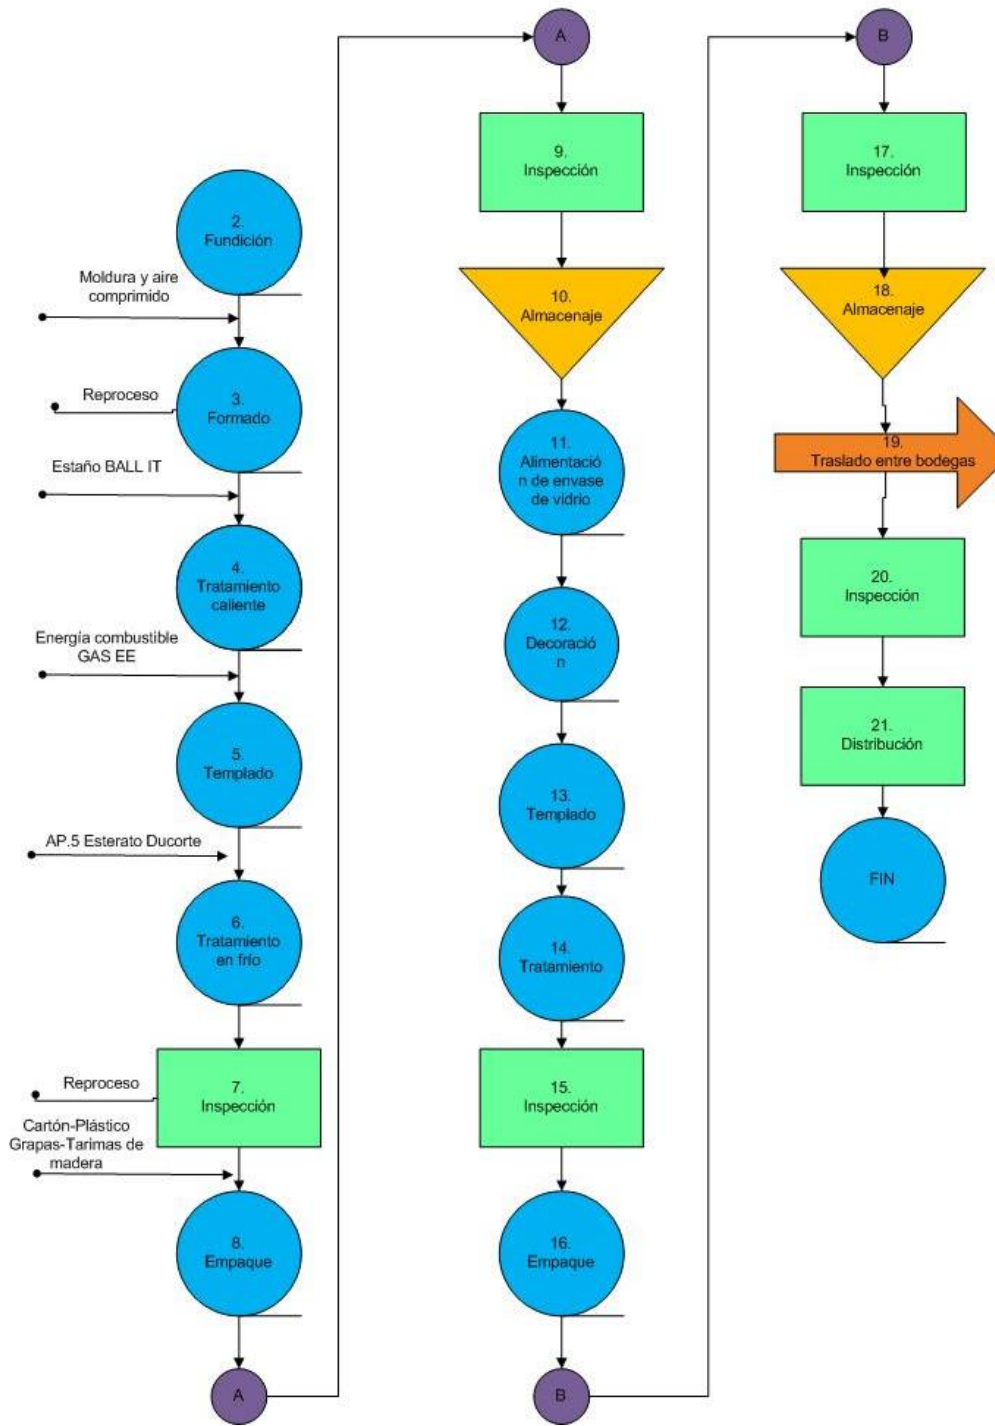 2.
Fundición
Moldura y aire
comprimido
3.
Formado
Reproceso
Estaño BALL IT
4.
Tratamiento
caliente
Energía combustible
GAS EE
5.
Templado
AP.5 Esterato Ducorte
6.
Tratamiento
en frío
7.
Inspección
Reproceso
Cartón-Plástico
Grapas-Tarimas de
madera
8.
Empaque
A
A
9.
Inspección
10.
Almacenaje
11.
Alimentació
n de envase
de vidrio
12.
Decoració
n
13.
Templado
14.
Tratamiento
15.
Inspección
16.
Empaque
B
B
17.
Inspección
18.
Almacenaje
19.
Traslado entre bodegas
20.
Inspección
21.
Distribución
FIN